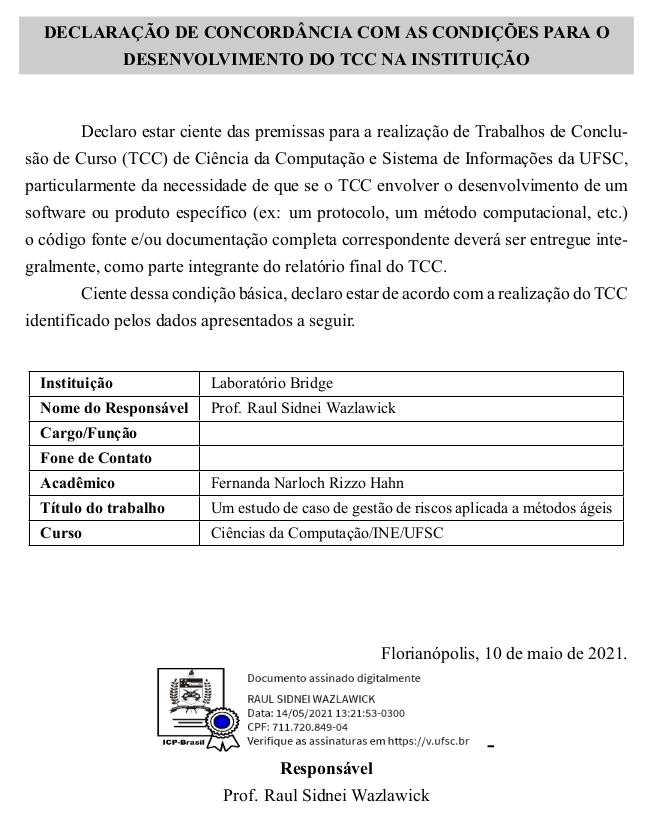 DECLARAÇÃO DE CONCORDÂNCIA COM AS CONDIÇÕES PARA O
DESENVOLVIMENTO DO TCC NA INSTITUIÇÃO
Declaro estar ciente das premissas para a realização de Trabalhos de Conclu-
são de Curso (TCC) de Ciência da Computação e Sistema de Informações da UFSC,
particularmente da necessidade de que se o TCC envolver o desenvolvimento de um
software ou produto específico (ex: um protocolo, um método computacional, etc.)
o código fonte e/ou documentação completa correspondente deverá ser entregue inte-
gralmente, como parte integrante do relatório final do TCC.
Ciente dessa condição básica, declaro estar de acordo com a realização do TCC
identificado pelos dados apresentados a seguir.
Instituição Laboratório Bridge
Nome do Responsável Prof. Raul Sidnei Wazlawick
Cargo/Função
Fone de Contato
Acadêmico Fernanda Narloch Rizzo Hahn
Título do trabalho Um estudo de caso de gestão de riscos aplicada a métodos ágeis
Curso Ciências da Computação/INE/UFSC
Florianópolis, 10 de maio de 2021.
Documento assinado digitalmente
RAUL SIDNEI WAZLAWICK
Data: 14/05/2021 13:21:53-0300
CPF: 711.720.849-04
Verifique as assinaturas em https://v.ufsc.br
ICP-Brasil
Responsável
Prof. Raul Sidnei Wazlawick